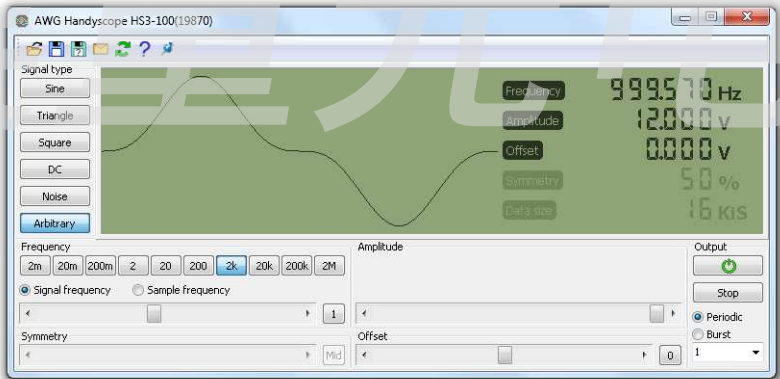 AWG Handyscope HS3-100(19870)
Signal type
Sine
Triangle
Square
DC
Noise
Arbitrary
Frequency 999.570 Hz
Amplitude 12.000 V
Offset 0.000 V
Symmetry 50 %
Data size 16 KiS
Frequency
2m 20m 200m 2 20 200 2k 20k 200k 2M
Signal frequency Sample frequency
1
Symmetry
Mid
Amplitude
Offset
0
Output
Stop
Periodic
Burst
1